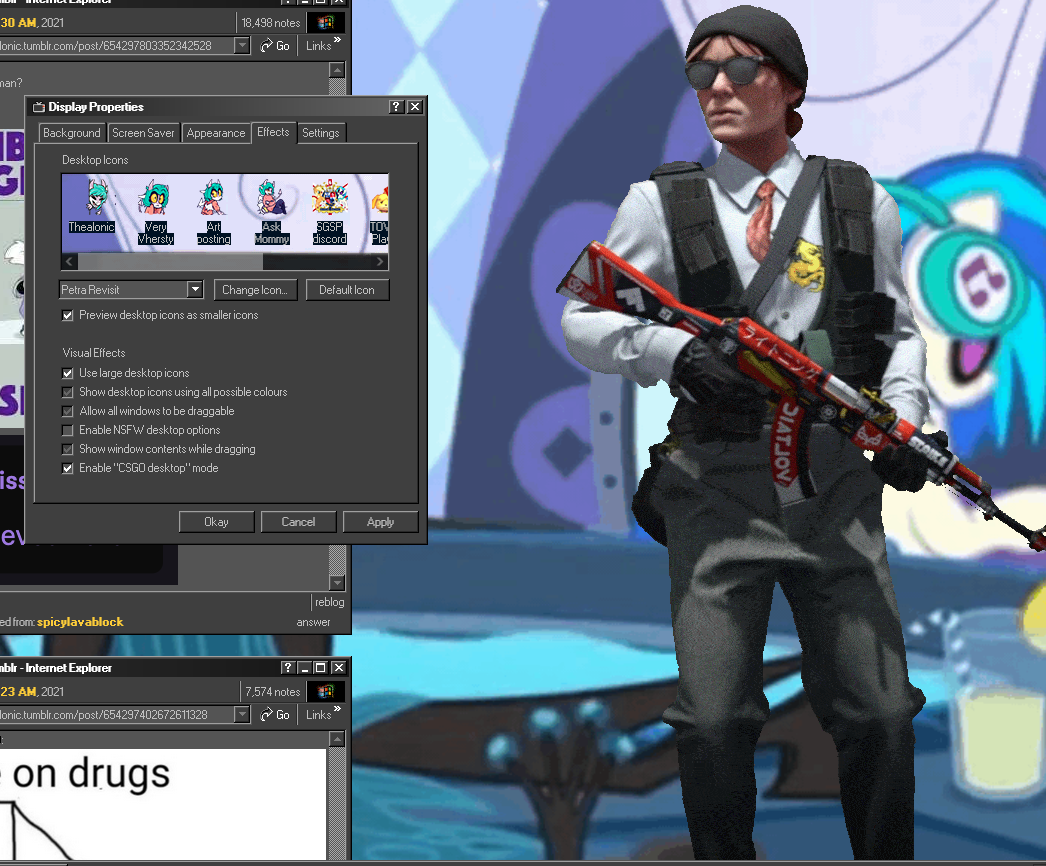 mblr - Internet Explorer
30 AM, 2021
18,498 notes
lonic.tumblr.com/post/654297803352342528
Go
Links
man?
Display Properties
Background
Screen Saver
Appearance
Effects
Settings
Desktop Icons
Thealonic
Very Vhersty
Art posting
Ask Mommy
SGSP discord
Petra Revisit
Change Icon...
Default Icon
Preview desktop icons as smaller icons
Visual Effects
Use large desktop icons
Show desktop icons using all possible colours
Allow all windows to be draggable
Enable NSFW desktop options
Show window contents while dragging
Enable "CSGO desktop" mode
Okay
Cancel
Apply
reblog
ed from: spicylavablock
answer
mblr - Internet Explorer
23 AM, 2021
7,574 notes
lonic.tumblr.com/post/654297402672611328
Go
Links
on drugs